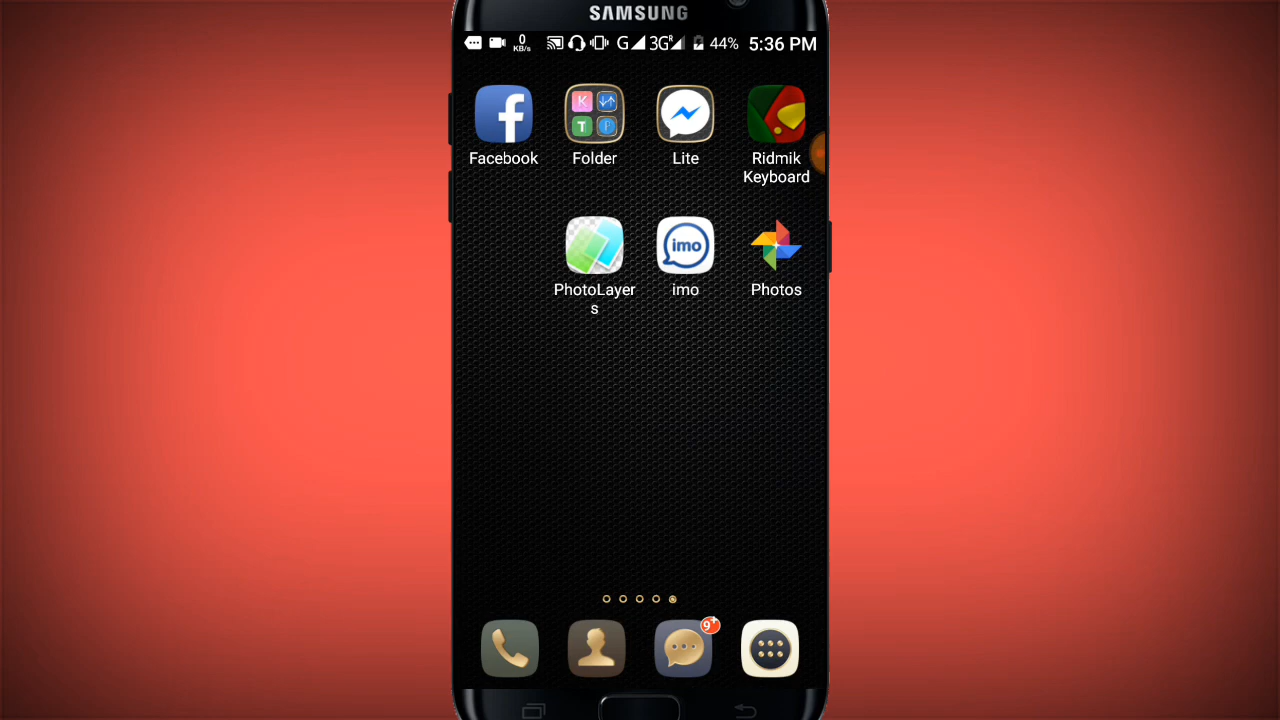 SAMSUNG
0 KB/s G 3G R 44% 5:36 PM
K
T P
Facebook Folder Lite Ridmik
Keyboard
imo
PhotoLayer
s
imo Photos
9+